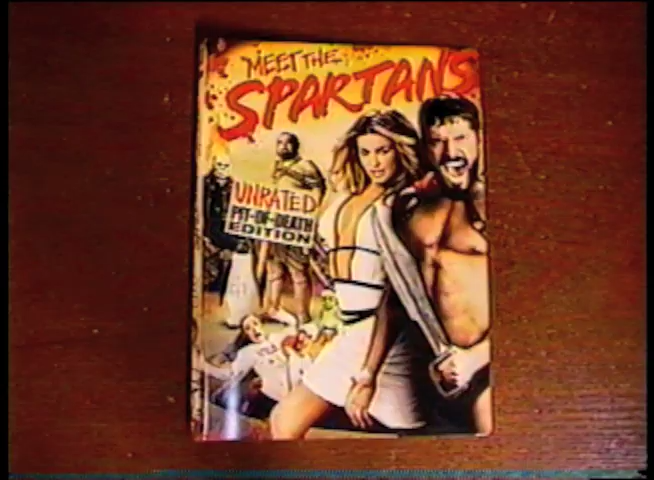 MEET THE
SPARTANS
UNRATED
PIT-OF-DEATH
EDITION